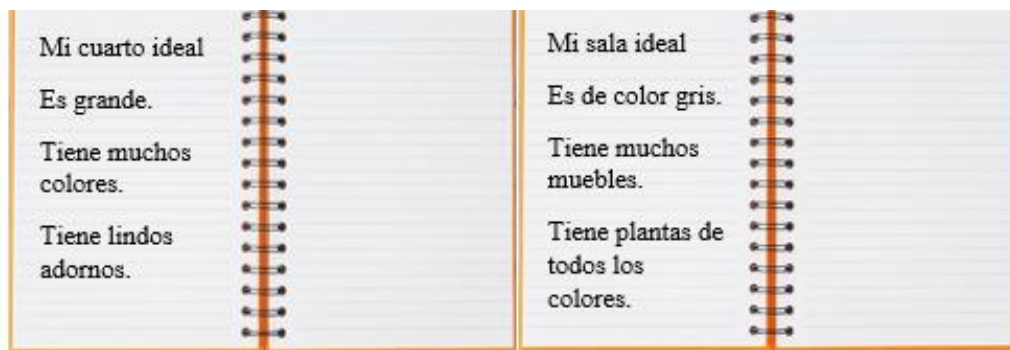 Mi cuarto ideal
Es grande.
Tiene muchos
colores.
Tiene lindos
adornos.
Mi sala ideal
Es de color gris.
Tiene muchos
muebles.
Tiene plantas de
todos los
colores.